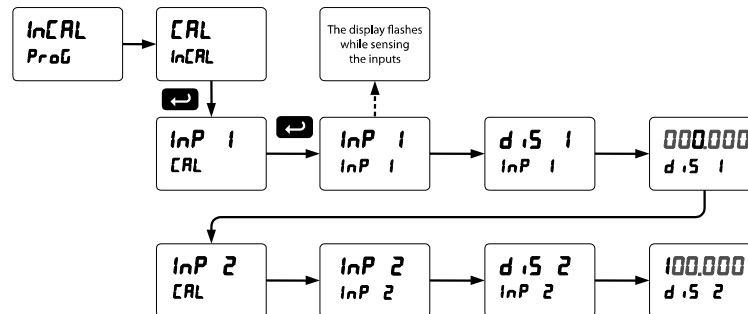 InCAL
ProG
CAL
InCAL
The display flashes
while sensing
the inputs
InP 1
CAL
InP 1
InP 1
diS 1
InP 1
000.000
diS 1
InP 2
CAL
InP 2
InP 2
diS 2
InP 2
100.000
diS 2